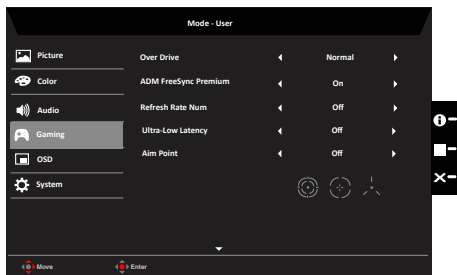 Mode - User
Picture
Color
Audio
Gaming
OSD
System
Over Drive Normal
ADM FreeSync Premium On
Refresh Rate Num Off
Ultra-Low Latency Off
Aim Point Off
Move Enter